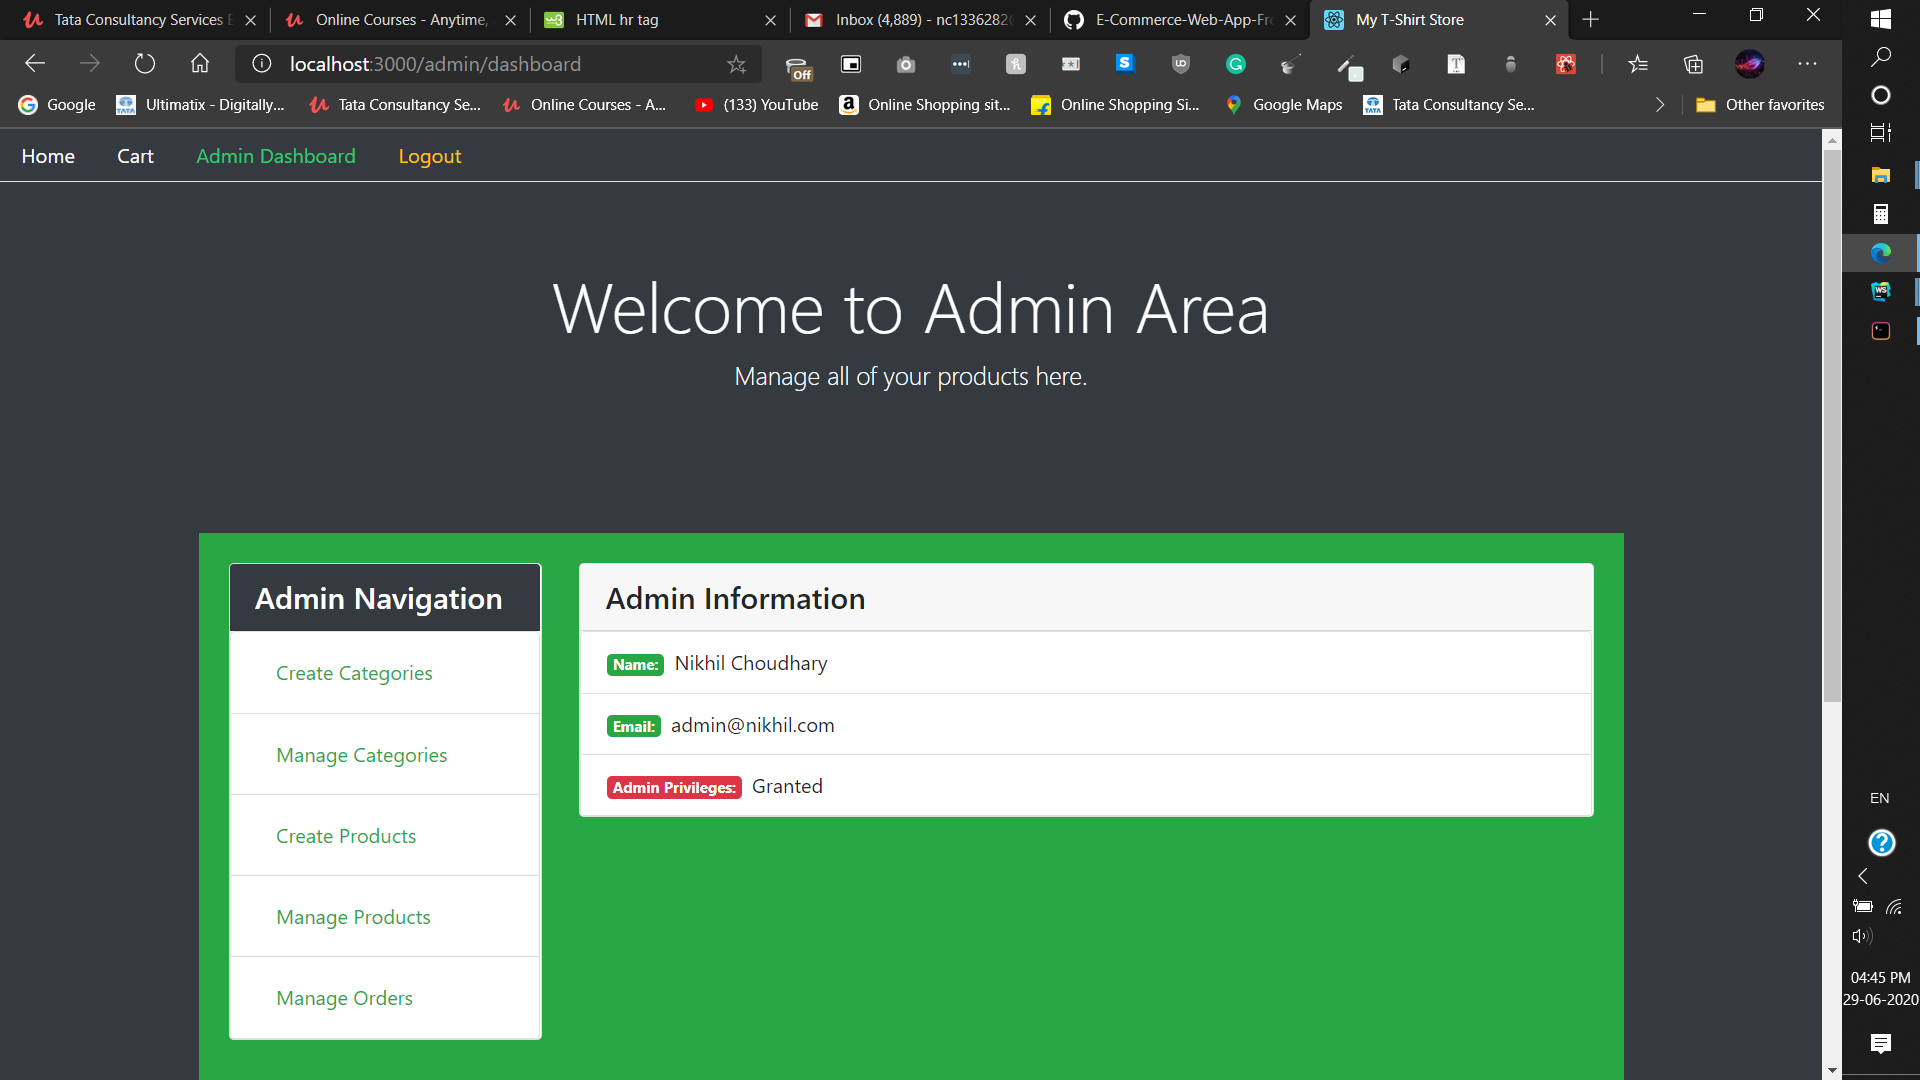 Tata Consultancy Services E
Online Courses - Anytime,
HTML hr tag
Inbox (4,889) - nc1336282
E-Commerce-Web-App-Fr
My T-Shirt Store
localhost:3000/admin/dashboard
Off
Google
Ultimatix - Digitally...
Tata Consultancy Se...
Online Courses - A...
(133) YouTube
Online Shopping sit...
Online Shopping Si...
Google Maps
Tata Consultancy Se...
Other favorites
Home
Cart
Admin Dashboard
Logout
Welcome to Admin Area
Manage all of your products here.
Admin Navigation
Create Categories
Manage Categories
Create Products
Manage Products
Manage Orders
Admin Information
Name: Nikhil Choudhary
Email: admin@nikhil.com
Admin Privileges: Granted
EN
04:45 PM
29-06-2020